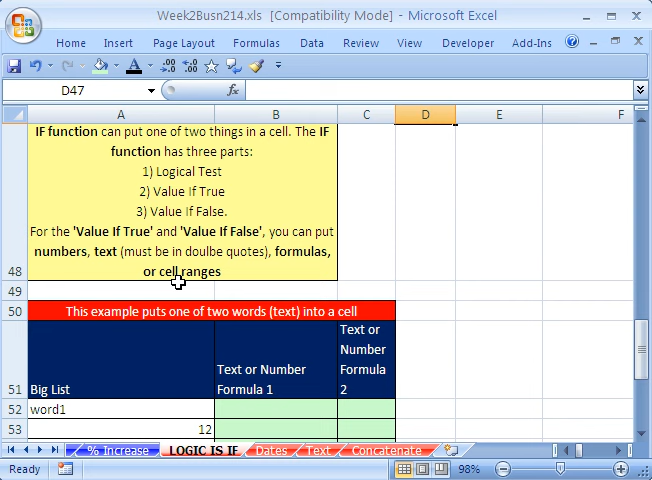 Week2Busn214.xls [Compatibility Mode] - Microsoft Excel
Home Insert Page Layout Formulas Data Review View Developer Add-Ins
D47 fx
A B C D E F
IF function can put one of two things in a cell. The IF
function has three parts:
1) Logical Test
2) Value If True
3) Value If False.
For the 'Value If True' and 'Value If False', you can put
numbers, text (must be in doulbe quotes), formulas,
48 or cell ranges
49
50 This example puts one of two words (text) into a cell
51 Big List Text or Number Formula 1 Text or Number Formula 2
52 word1
53 12
% Increase LOGIC IS IF Dates Text Concatenate
Ready 98%